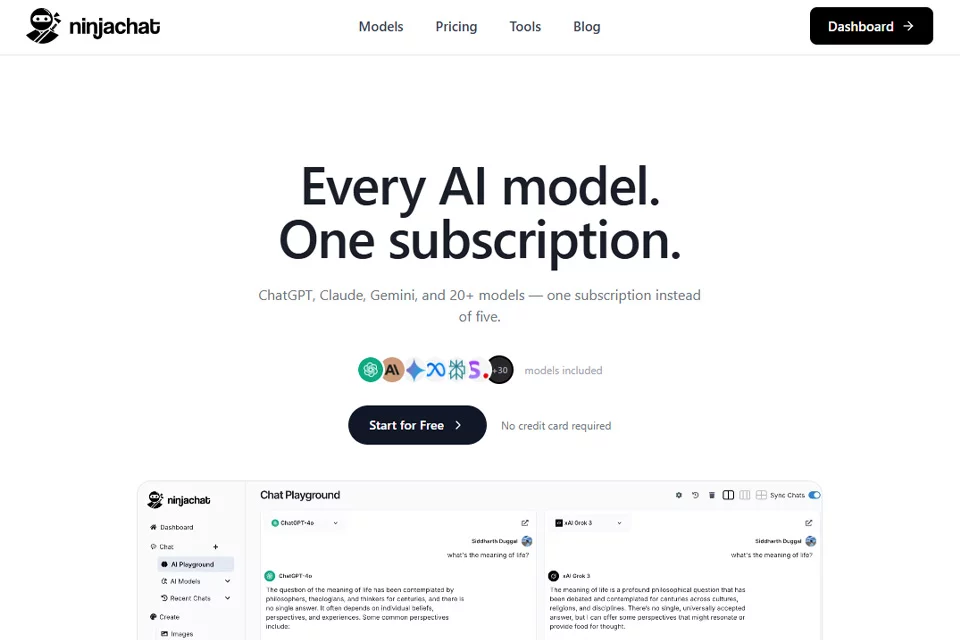 ninjachat
Models Pricing Tools Blog
Dashboard
Every AI model.
One subscription.
ChatGPT, Claude, Gemini, and 20+ models — one subscription instead
of five.
+30 models included
Start for Free
No credit card required
ninjachat
Chat Playground
Sync Chats
Dashboard
Chat
AI Playground
AI Models
Recent Chats
Create
Images
ChatGPT-4o
Siddharth Duggal
what's the meaning of life?
ChatGPT-4o
The question of the meaning of life has been contemplated by
philosophers, theologians, and thinkers for centuries, and there is
no single answer. It often depends on individual beliefs,
perspectives, and experiences. Some common perspectives
include:
xAI Grok 3
Siddharth Duggal
what's the meaning of life?
xAI Grok 3
The meaning of life is a profound philosophical question that has
been debated and contemplated for centuries across cultures,
religions, and disciplines. There's no single, universally accepted
answer, but I can offer some perspectives that might resonate or
provide food for thought.